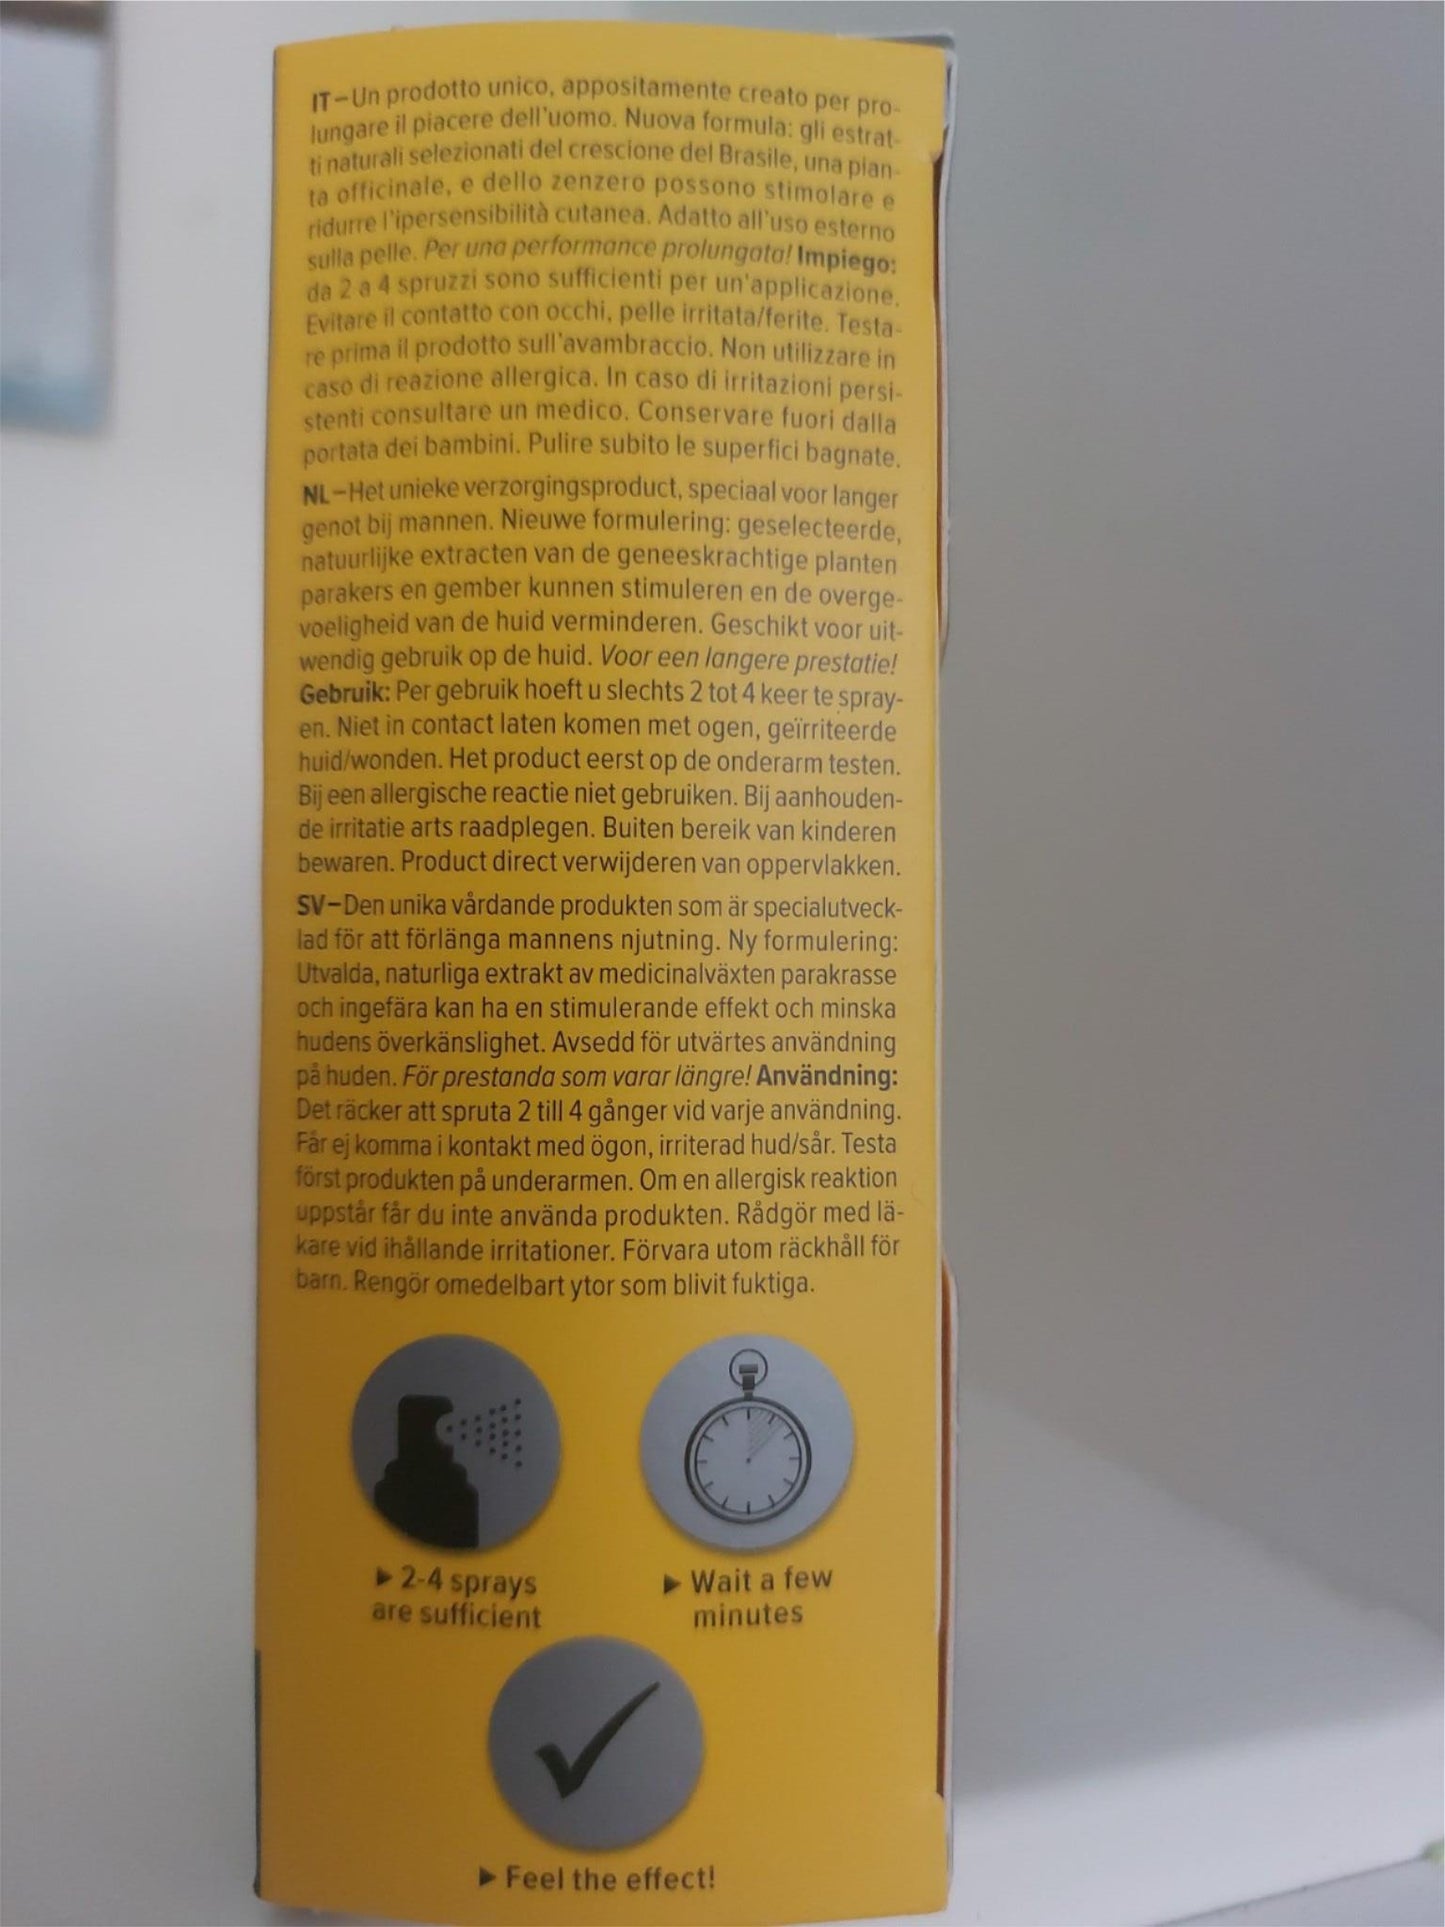 IT–Un prodotto unico, appositamente creato per pro-
lungare il piacere dell'uomo. Nuova formula: gli estrat-
ti naturali selezionati del crescione del Brasile, una pian-
ta officinale, e dello zenzero possono stimolare e
ridurre l'ipersensibilità cutanea. Adatto all'uso esterno
sulla pelle. Per una performance prolungata! Impiego:
da 2 a 4 spruzzi sono sufficienti per un'applicazione.
Evitare il contatto con occhi, pelle irritata/ferite. Testa-
re prima il prodotto sull'avambraccio. Non utilizzare in
caso di reazione allergica. In caso di irritazioni persi-
stenti consultare un medico. Conservare fuori dalla
portata dei bambini. Pulire subito le superfici bagnate.
NL–Het unieke verzorgingsproduct, speciaal voor langer
genot bij mannen. Nieuwe formulering: geselecteerde,
natuurlijke extracten van de geneeskrachtige planten
parakers en gember kunnen stimuleren en de overge-
voeligheid van de huid verminderen. Geschikt voor uit-
wendig gebruik op de huid. Voor een langere prestatie!
Gebruik: Per gebruik hoeft u slechts 2 tot 4 keer te spray-
en. Niet in contact laten komen met ogen, geïrriteerde
huid/wonden. Het product eerst op de onderarm testen.
Bij een allergische reactie niet gebruiken. Bij aanhouden-
de irritatie arts raadplegen. Buiten bereik van kinderen
bewaren. Product direct verwijderen van oppervlakken.
SV–Den unika vårdande produkten som är specialutveck-
lad för att förlänga mannens njutning. Ny formulering:
Utvalda, naturliga extrakt av medicinalväxten parakrasse
och ingefära kan ha en stimulerande effekt och minska
hudens överkänslighet. Avsedd för utvärtes användning
på huden. För prestanda som varar längre! Användning:
Det räcker att spruta 2 till 4 gånger vid varje användning.
Får ej komma i kontakt med ögon, irriterad hud/sår. Testa
först produkten på underarmen. Om en allergisk reaktion
uppstår får du inte använda produkten. Rådgör med lä-
kare vid ihållande irritationer. Förvara utom räckhåll för
barn. Rengör omedelbart ytor som blivit fuktiga.
▶ 2-4 sprays
are sufficient
▶ Wait a few
minutes
▶ Feel the effect!